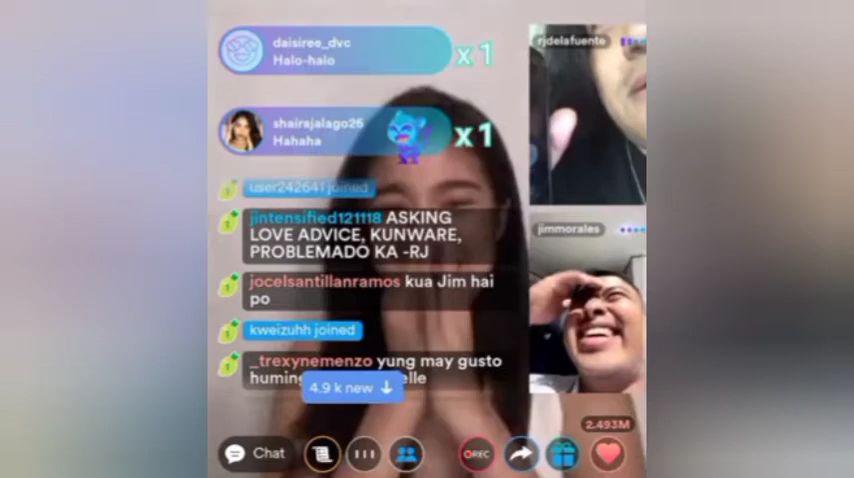 daisiree_dvc
Halo-halo
x 1
rjdelafuente
shairajalago26
Hahaha
x 1
user242641 joined
jintensified121118 ASKING
LOVE ADVICE, KUNWARE,
PROBLEMADO KA -RJ
jimmorales
jocelsantillanramos kua Jim hai
po
kweizuhh joined
_trexynemenzo yung may gusto
4.9 k new
elle
2.493M
Chat
REC